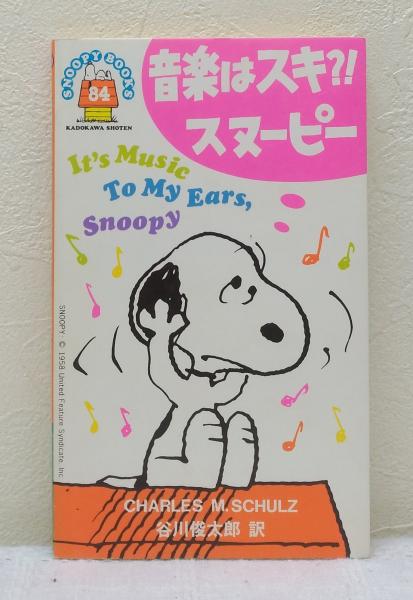 SNOOPY BOOKS
84
KADOKAWA SHOTEN
音楽はスキ?!
スヌーピー
It's Music
To My Ears,
Snoopy
SNOOPY: © 1958 United Feature Syndicate, Inc.
CHARLES M. SCHULZ
谷川俊太郎 訳